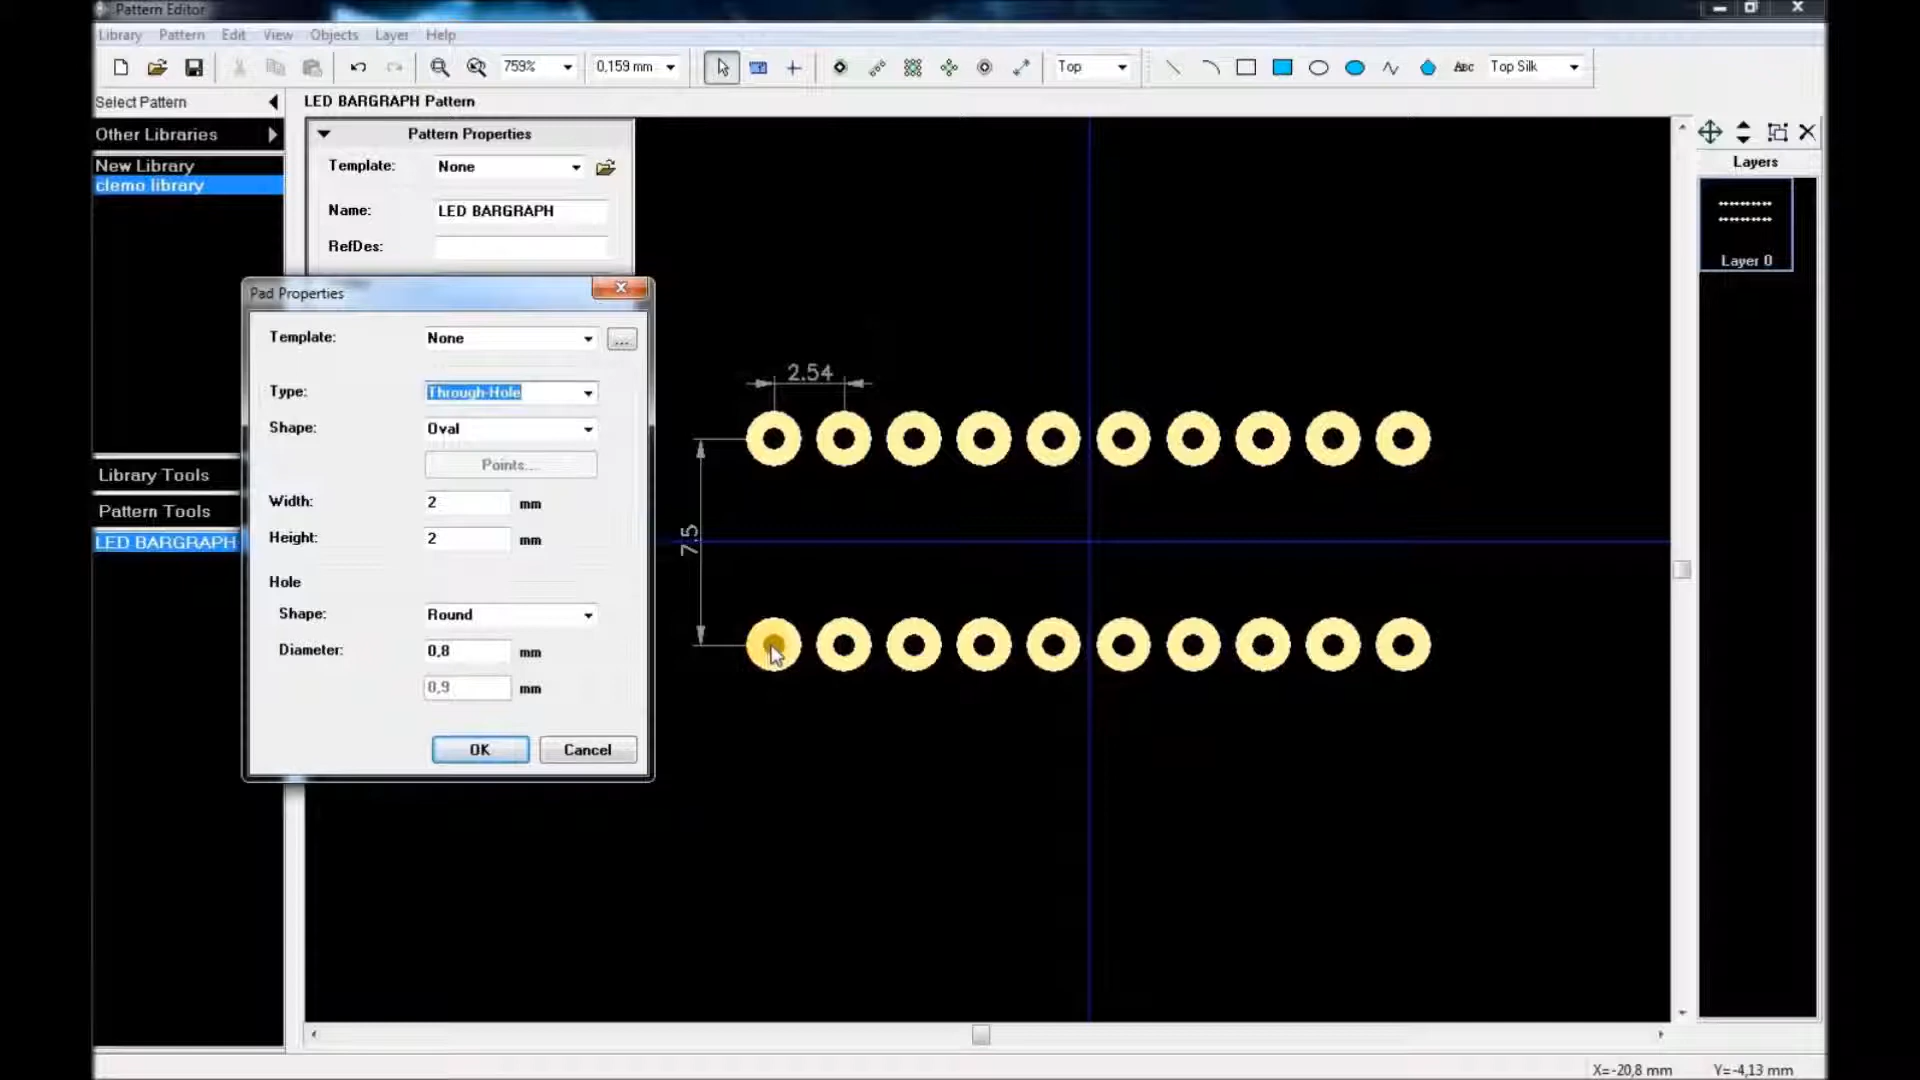 Pattern Editor
Library Pattern Edit View Objects Layer Help
759% 0,159 mm Top Abc Top Silk
Select Pattern
LED BARGRAPH Pattern
Other Libraries
New Library
clemo library
Library Tools
Pattern Tools
LED BARGRAPH
Pattern Properties
Template: None
Name: LED BARGRAPH
RefDes:
Pad Properties
Template: None ...
Type: Through-Hole
Shape: Oval
Points...
Width: 2 mm
Height: 2 mm
Hole
Shape: Round
Diameter: 0,8 mm
0,9 mm
OK Cancel
2.54
7.5
Layers
Layer 0
X=-20,8 mm Y=-4,13 mm